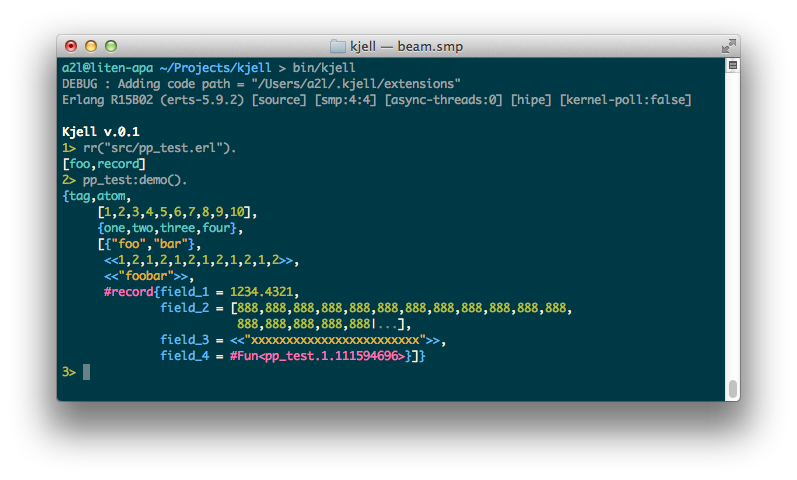 kjell — beam.smp
a2l@liten-apa ~/Projects/kjell > bin/kjell
DEBUG : Adding code path = "/Users/a2l/.kjell/extensions"
Erlang R15B02 (erts-5.9.2) [source] [smp:4:4] [async-threads:0] [hipe] [kernel-poll:false]
Kjell v.0.1
1> rr("src/pp_test.erl").
[foo,record]
2> pp_test:demo().
{tag,atom,
[1,2,3,4,5,6,7,8,9,10],
{one,two,three,four},
[{"foo","bar"},
<<1,2,1,2,1,2,1,2,1,2,1,2>>,
<<"foobar">>,
#record{field_1 = 1234.4321,
field_2 = [888,888,888,888,888,888,888,888,888,888,888,888,
888,888,888,888,888|...],
field_3 = <<"xxxxxxxxxxxxxxxxxxxxxxxx">>,
field_4 = #Fun<pp_test.1.111594696>}]}
3>